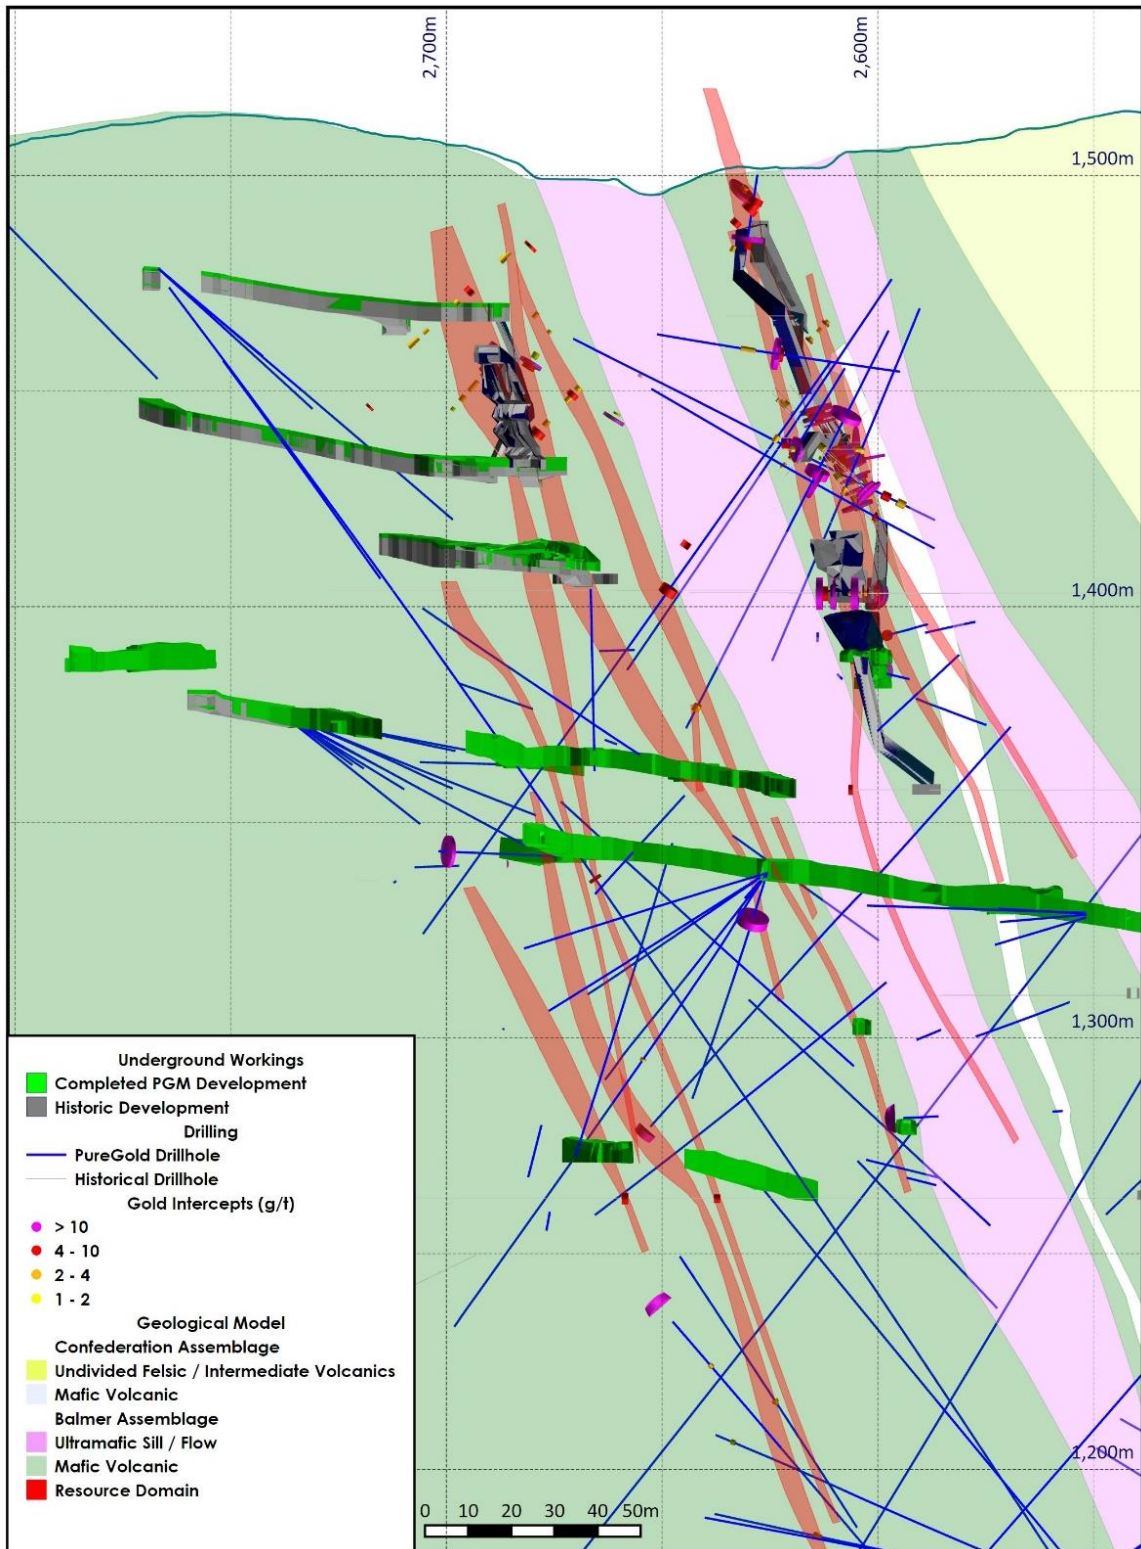 2,700m
2,600m
1,500m
1,400m
1,300m
1,200m
Underground Workings
Completed PGM Development
Historic Development
Drilling
PureGold Drillhole
Historical Drillhole
Gold Intercepts (g/t)
> 10
4 - 10
2 - 4
1 - 2
Geological Model
Confederation Assemblage
Undivided Felsic / Intermediate Volcanics
Mafic Volcanic
Balmer Assemblage
Ultramafic Sill / Flow
Mafic Volcanic
Resource Domain
0 10 20 30 40 50m